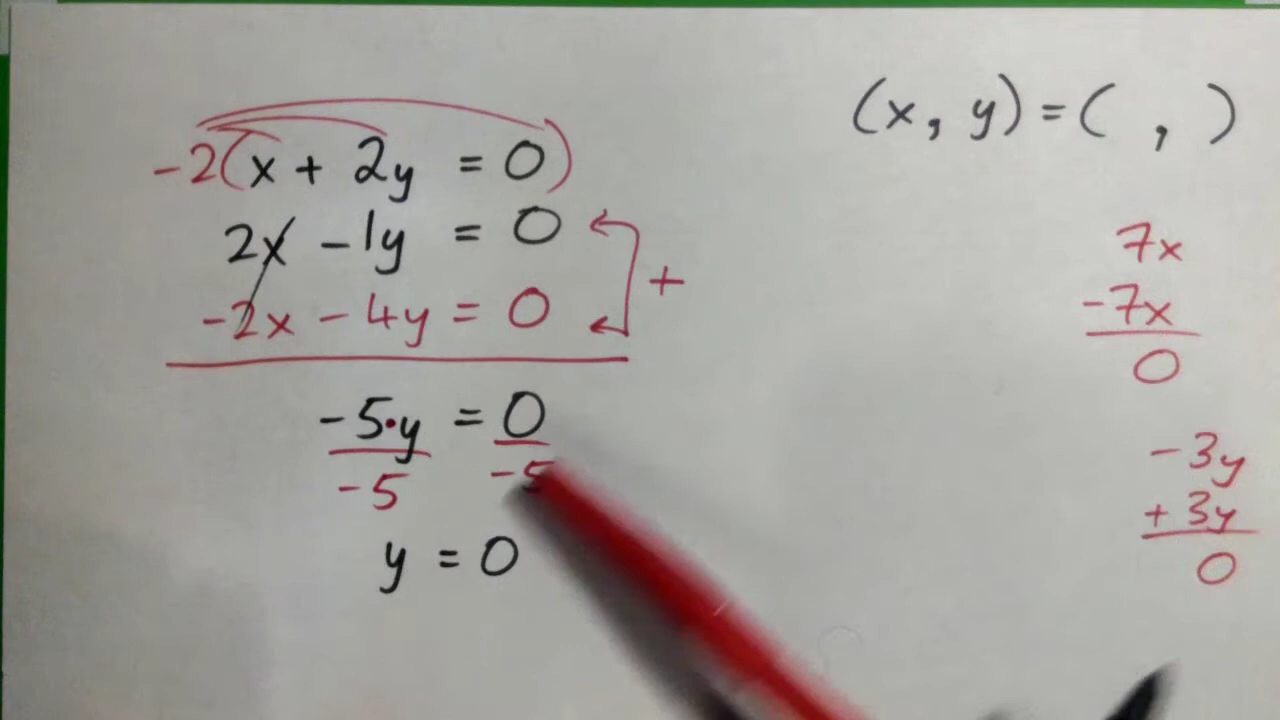 -2(x + 2y = 0)
2x - 1y = 0
-2x - 4y = 0
+
-5·y = 0
-5 -5
y = 0
(x, y) = ( , )
7x
-7x
0
-3y
+ 3y
0